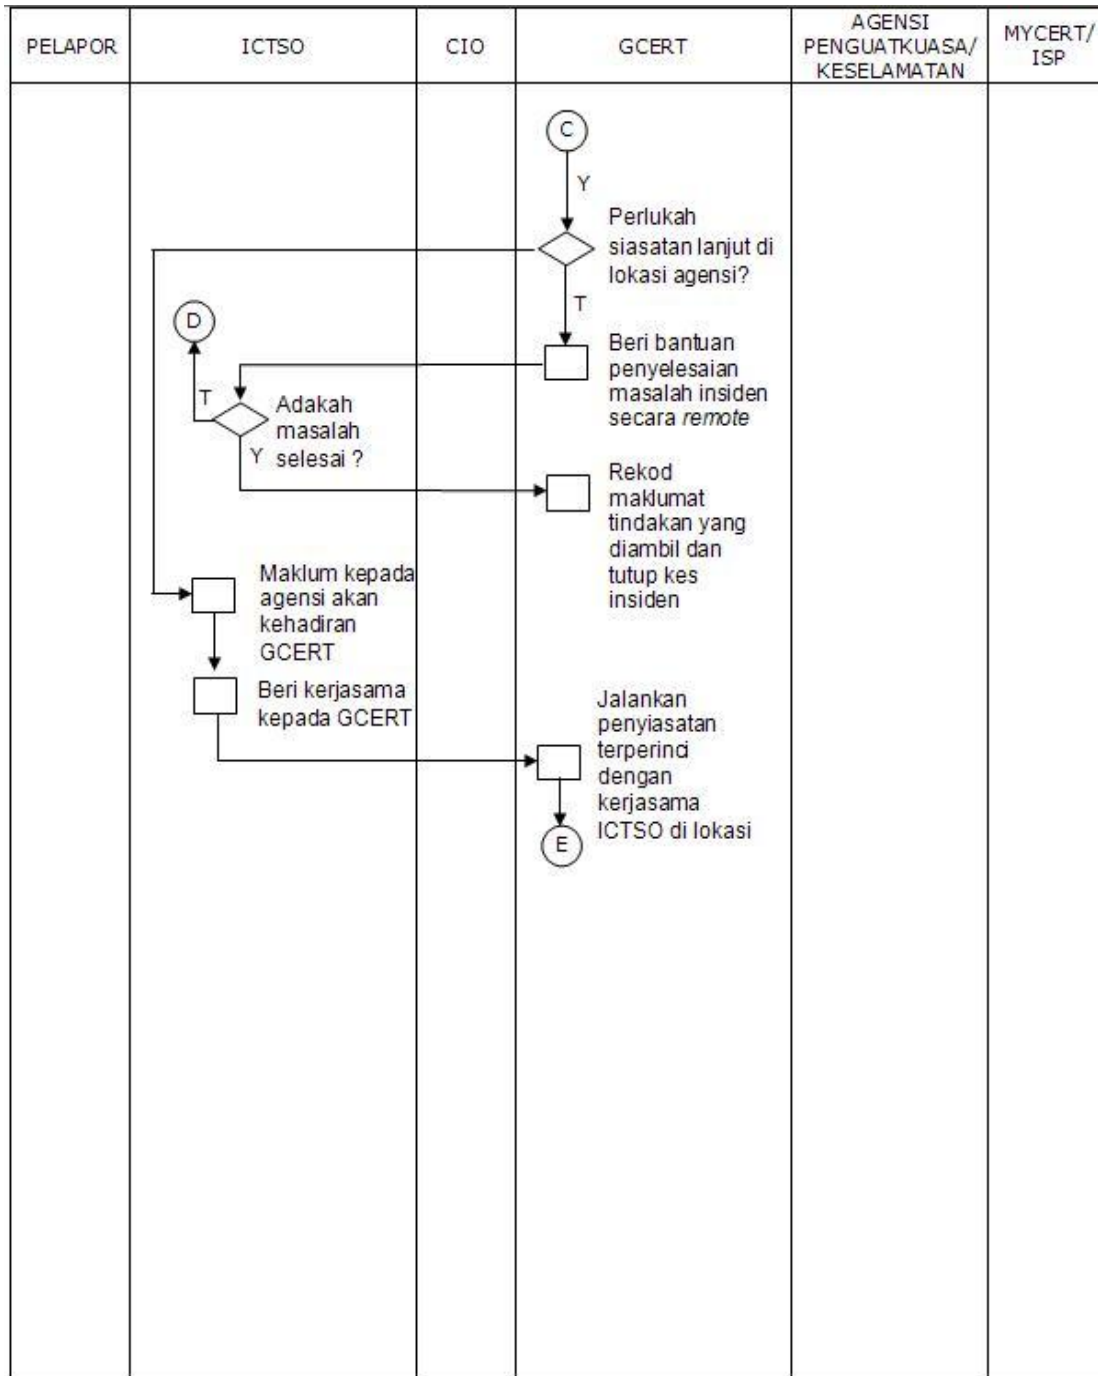 PELAPOR
ICTSO
CIO
GCERT
AGENSI
PENGUATKUASA/
KESELAMATAN
MYCERT/
ISP
C
Y
Perlukah
siasatan lanjut di
lokasi agensi?
T
D
Beri bantuan
penyelesaian
masalah insiden
secara remote
T
Adakah
masalah
selesai ?
Y
Rekod
maklumat
tindakan yang
diambil dan
tutup kes
insiden
Maklum kepada
agensi akan
kehadiran
GCERT
Beri kerjasama
kepada GCERT
Jalankan
penyiasatan
terperinci
dengan
kerjasama
ICTSO di lokasi
E